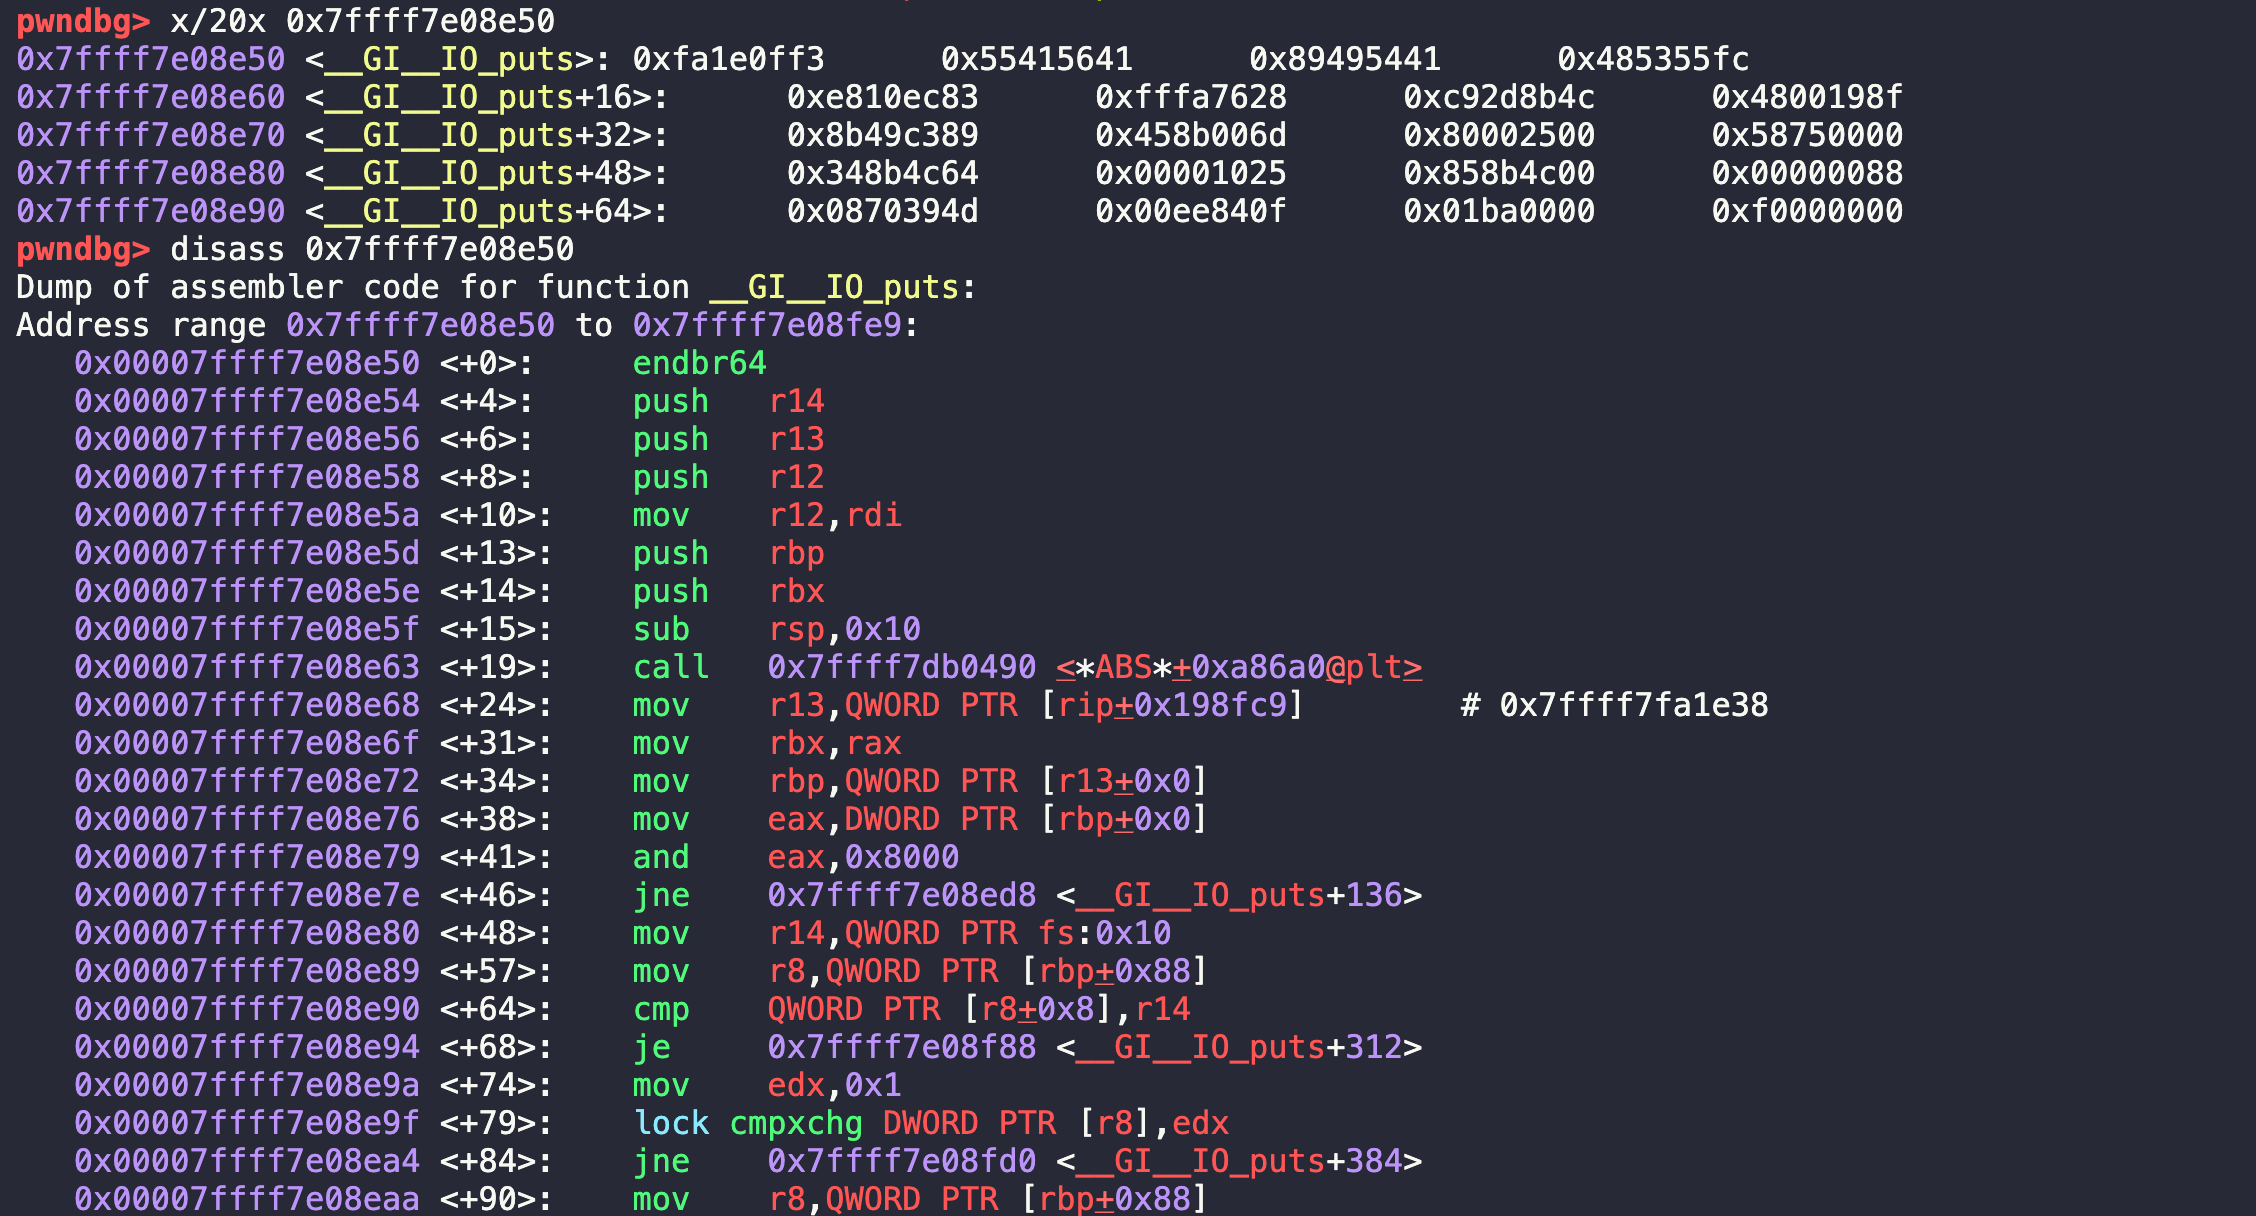 pwndbg> x/20x 0x7ffff7e08e50
0x7ffff7e08e50 <__GI__IO_puts>: 0xfa1e0ff3      0x55415641      0x89495441      0x485355fc
0x7ffff7e08e60 <__GI__IO_puts+16>:      0xe810ec83      0xfffa7628      0xc92d8b4c      0x4800198f
0x7ffff7e08e70 <__GI__IO_puts+32>:      0x8b49c389      0x458b006d      0x80002500      0x58750000
0x7ffff7e08e80 <__GI__IO_puts+48>:      0x348b4c64      0x00001025      0x858b4c00      0x00000088
0x7ffff7e08e90 <__GI__IO_puts+64>:      0x0870394d      0x00ee840f      0x01ba0000      0xf0000000
pwndbg> disass 0x7ffff7e08e50
Dump of assembler code for function __GI__IO_puts:
Address range 0x7ffff7e08e50 to 0x7ffff7e08fe9:
   0x00007ffff7e08e50 <+0>:     endbr64
   0x00007ffff7e08e54 <+4>:     push   r14
   0x00007ffff7e08e56 <+6>:     push   r13
   0x00007ffff7e08e58 <+8>:     push   r12
   0x00007ffff7e08e5a <+10>:    mov    r12,rdi
   0x00007ffff7e08e5d <+13>:    push   rbp
   0x00007ffff7e08e5e <+14>:    push   rbx
   0x00007ffff7e08e5f <+15>:    sub    rsp,0x10
   0x00007ffff7e08e63 <+19>:    call   0x7ffff7db0490 <*ABS*+0xa86a0@plt>
   0x00007ffff7e08e68 <+24>:    mov    r13,QWORD PTR [rip+0x198fc9]        # 0x7ffff7fa1e38
   0x00007ffff7e08e6f <+31>:    mov    rbx,rax
   0x00007ffff7e08e72 <+34>:    mov    rbp,QWORD PTR [r13+0x0]
   0x00007ffff7e08e76 <+38>:    mov    eax,DWORD PTR [rbp+0x0]
   0x00007ffff7e08e79 <+41>:    and    eax,0x8000
   0x00007ffff7e08e7e <+46>:    jne    0x7ffff7e08ed8 <__GI__IO_puts+136>
   0x00007ffff7e08e80 <+48>:    mov    r14,QWORD PTR fs:0x10
   0x00007ffff7e08e89 <+57>:    mov    r8,QWORD PTR [rbp+0x88]
   0x00007ffff7e08e90 <+64>:    cmp    QWORD PTR [r8+0x8],r14
   0x00007ffff7e08e94 <+68>:    je     0x7ffff7e08f88 <__GI__IO_puts+312>
   0x00007ffff7e08e9a <+74>:    mov    edx,0x1
   0x00007ffff7e08e9f <+79>:    lock cmpxchg DWORD PTR [r8],edx
   0x00007ffff7e08ea4 <+84>:    jne    0x7ffff7e08fd0 <__GI__IO_puts+384>
   0x00007ffff7e08eaa <+90>:    mov    r8,QWORD PTR [rbp+0x88]